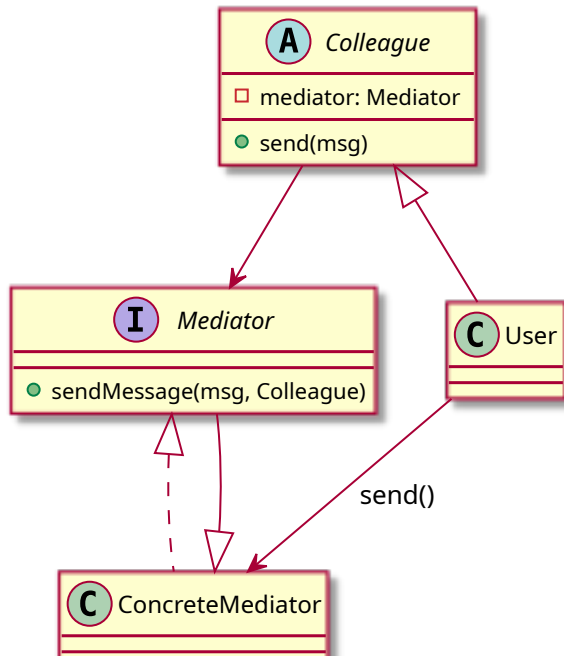 A Colleague
mediator: Mediator
send(msg)
I Mediator
sendMessage(msg, Colleague)
C User
send()
C ConcreteMediator